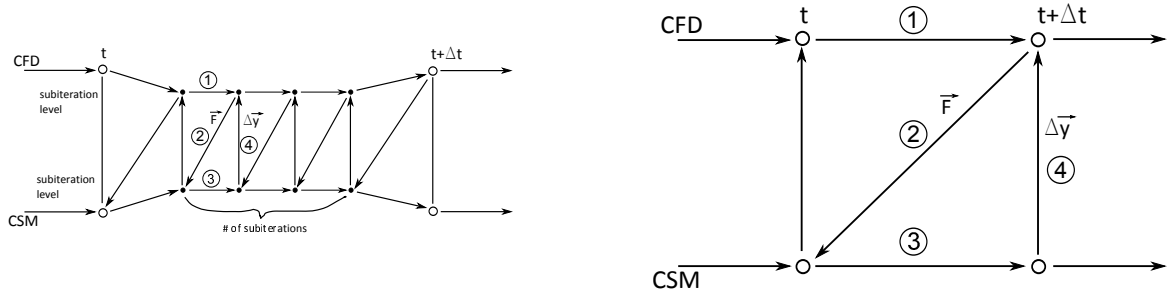 t
t+Δt
CFD
①
subiteration
level
F
Δy
②
④
subiteration
level
③
CSM
# of subiterations
t
①
t+Δt
CFD
F
②
Δy
④
③
CSM